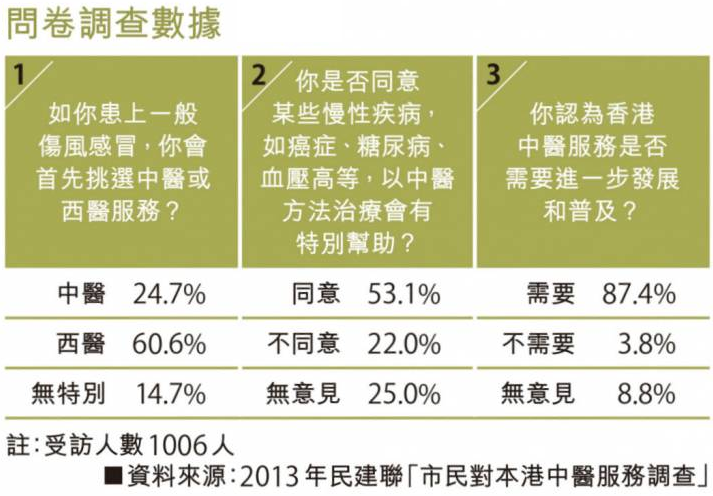 問卷調查數據
1
如你患上一般
傷風感冒，你會
首先挑選中醫或
西醫服務？
中醫 24.7%
西醫 60.6%
無特別 14.7%
2
你是否同意
某些慢性疾病，
如癌症、糖尿病、
血壓高等，以中醫
方法治療會有
特別幫助？
同意 53.1%
不同意 22.0%
無意見 25.0%
3
你認為香港
中醫服務是否
需要進一步發展
和普及？
需要 87.4%
不需要 3.8%
無意見 8.8%
註：受訪人數1006人
■資料來源：2013年民建聯「市民對本港中醫服務調查」